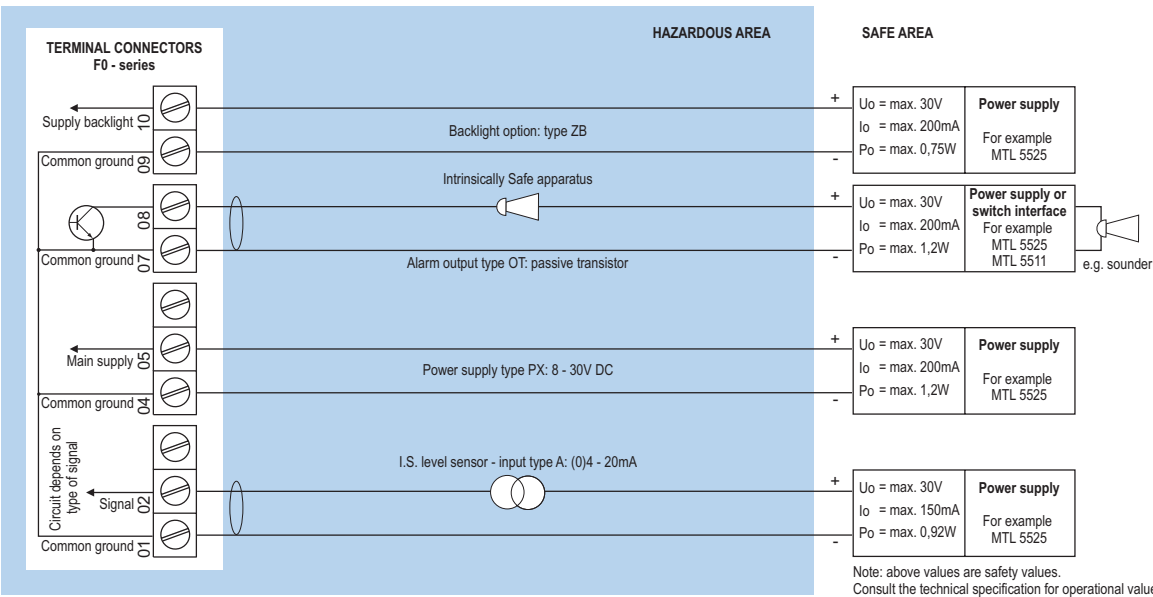 HAZARDOUS AREA
SAFE AREA
TERMINAL CONNECTORS
F0 - series
Supply backlight
10
Common ground
09
Backlight option: type ZB
+
-
Uo = max. 30V
Io = max. 200mA
Po = max. 0,75W
Power supply
For example
MTL 5525
08
Common ground
07
Intrinsically Safe apparatus
Alarm output type OT: passive transistor
+
-
Uo = max. 30V
Io = max. 200mA
Po = max. 1,2W
Power supply or
switch interface
For example
MTL 5525
MTL 5511
e.g. sounder
Main supply
05
Common ground
04
Power supply type PX: 8 - 30V DC
+
-
Uo = max. 30V
Io = max. 200mA
Po = max. 1,2W
Power supply
For example
MTL 5525
Circuit depends on
type of signal
Signal
02
Common ground
01
I.S. level sensor - input type A: (0)4 - 20mA
+
-
Uo = max. 30V
Io = max. 150mA
Po = max. 0,92W
Power supply
For example
MTL 5525
Note: above values are safety values.
Consult the technical specification for operational value